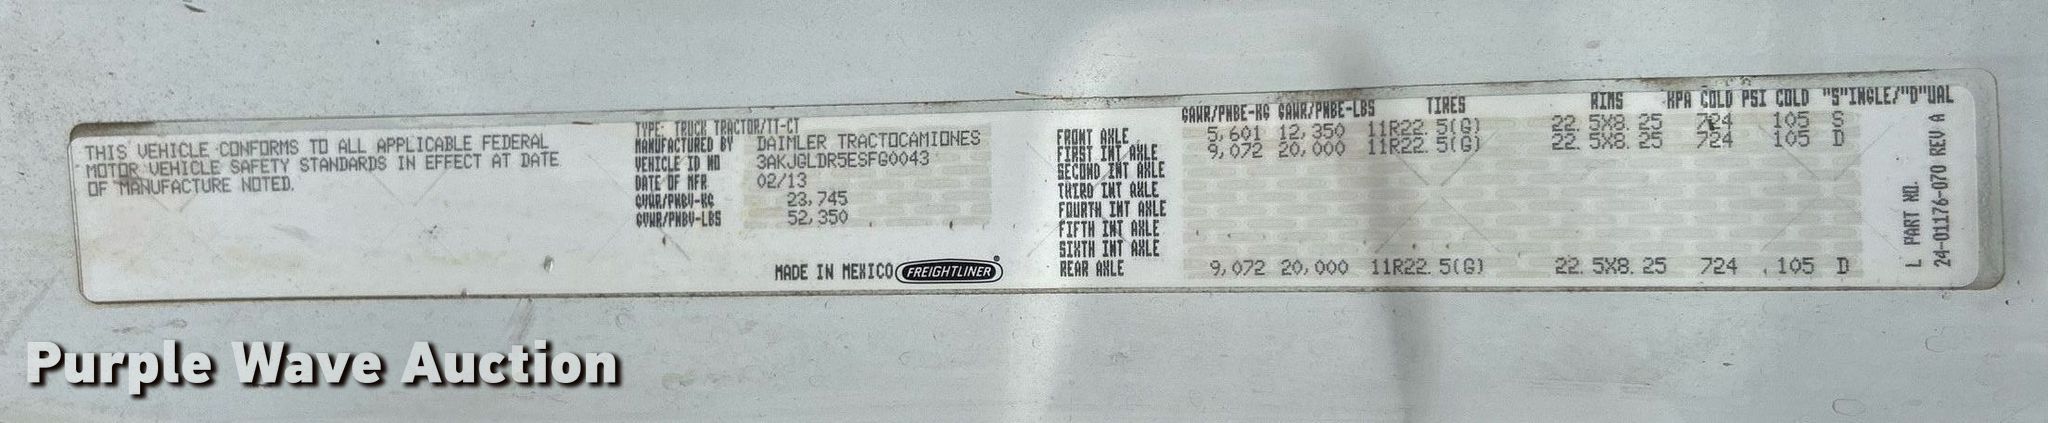 THIS VEHICLE CONFORMS TO ALL APPLICABLE FEDERAL
MOTOR VEHICLE SAFETY STANDARDS IN EFFECT AT DATE
OF MANUFACTURE NOTED.
TYPE: TRUCK TRACTOR/TT-CT
MANUFACTURED BY DAIMLER TRACTOCAMIONES
VEHICLE ID NO 3AKJGLDR5ESFG0043
DATE OF MFR 02/13
GVWR/PNBV-KG 23,745
GVWR/PNBV-LBS 52,350
MADE IN MEXICO FREIGHTLINER®
GAWR/PNBE-KG GAWR/PNBE-LBS TIRES RIMS KPA COLD PSI COLD "S"INGLE/"D"UAL
FRONT AXLE 5,601 12,350 11R22.5(G) 22.5X8.25 724 105 S
FIRST INT AXLE 9,072 20,000 11R22.5(G) 22.5X8.25 724 105 D
SECOND INT AXLE
THIRD INT AXLE
FOURTH INT AXLE
FIFTH INT AXLE
SIXTH INT AXLE
REAR AXLE 9,072 20,000 11R22.5(G) 22.5X8.25 724 105 D
L PART NO.
24-01176-070 REV A
Purple Wave Auction